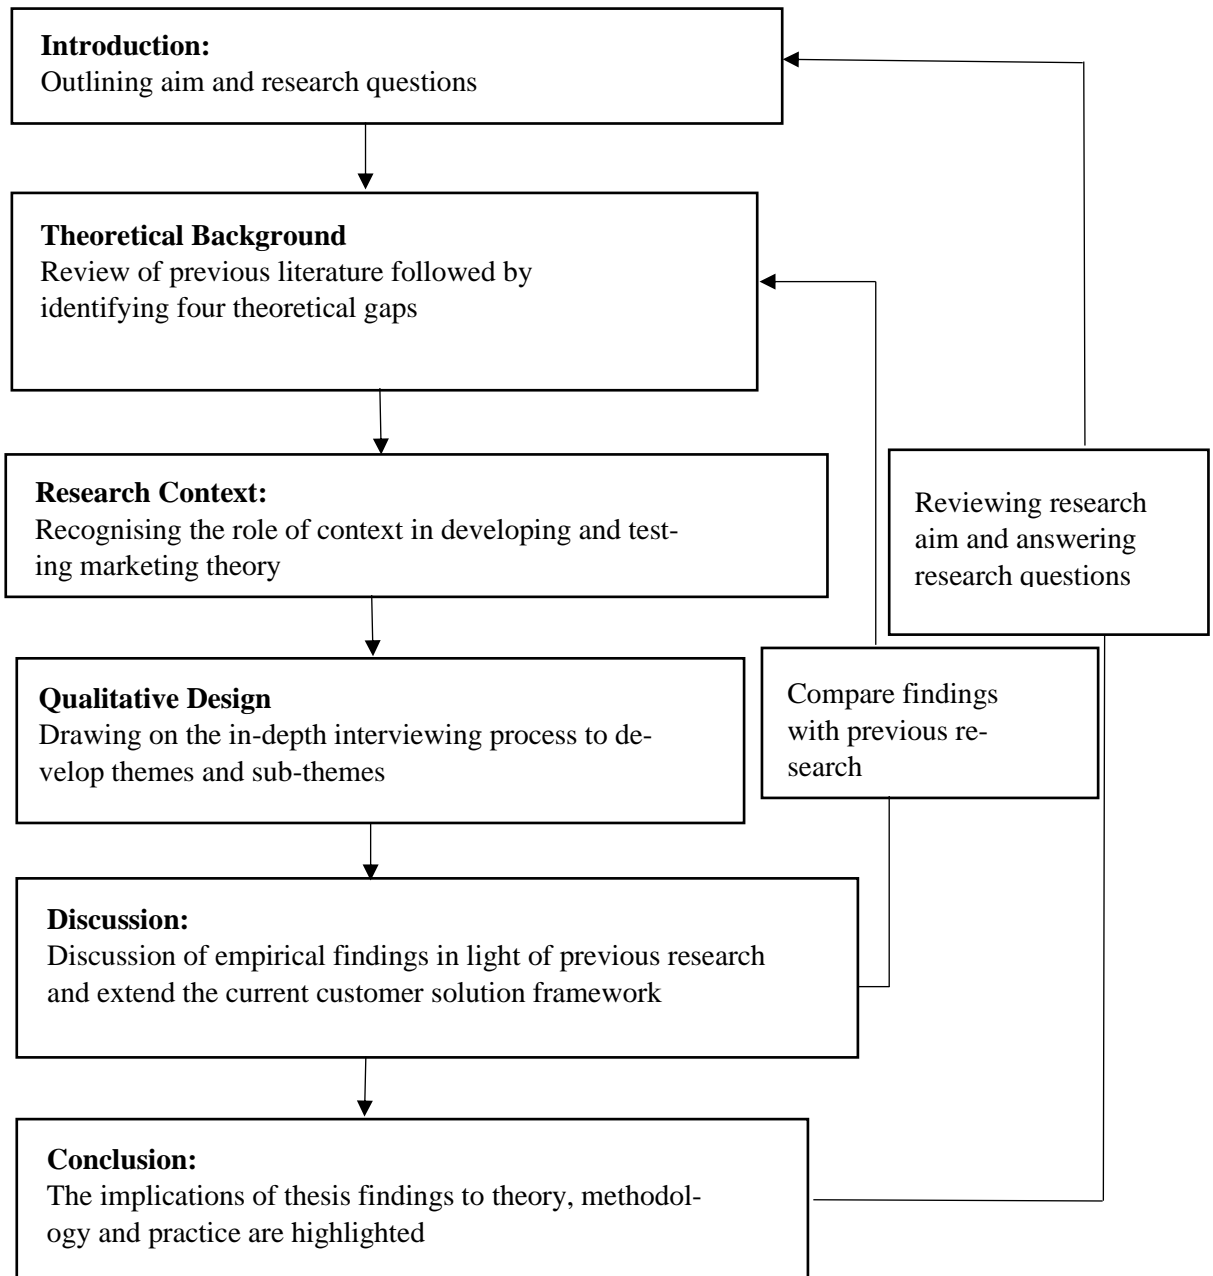 Introduction:
Outlining aim and research questions
Theoretical Background
Review of previous literature followed by
identifying four theoretical gaps
Research Context:
Recognising the role of context in developing and test-
ing marketing theory
Reviewing research
aim and answering
research questions
Qualitative Design
Drawing on the in-depth interviewing process to de-
velop themes and sub-themes
Compare findings
with previous re-
search
Discussion:
Discussion of empirical findings in light of previous research
and extend the current customer solution framework
Conclusion:
The implications of thesis findings to theory, methodol-
ogy and practice are highlighted